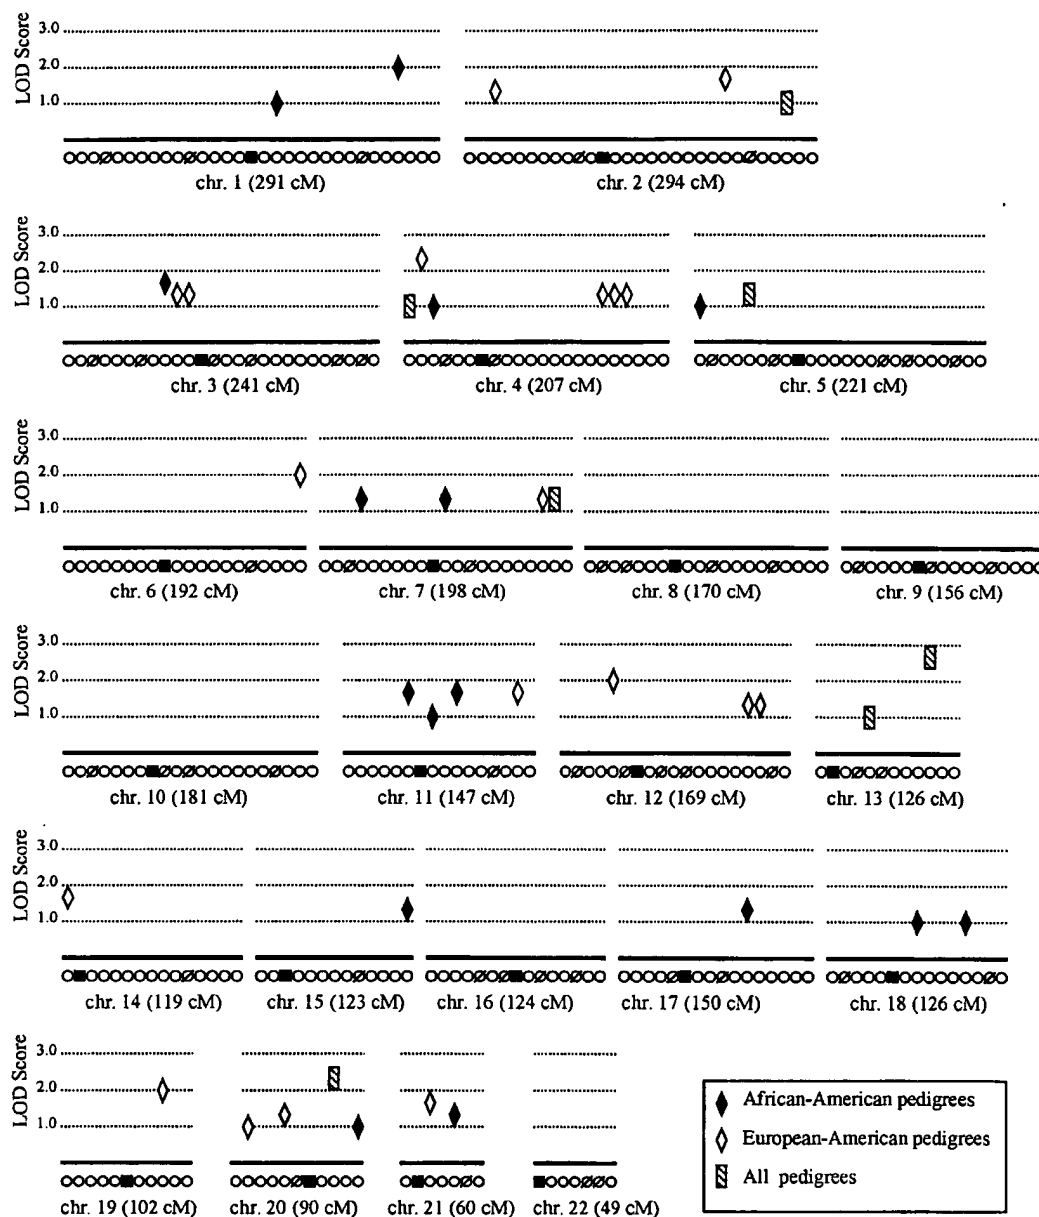 LOD Score
3.0
2.0
1.0
chr. 1 (291 cM)
chr. 2 (294 cM)
LOD Score
3.0
2.0
1.0
chr. 3 (241 cM)
chr. 4 (207 cM)
chr. 5 (221 cM)
LOD Score
3.0
2.0
1.0
chr. 6 (192 cM)
chr. 7 (198 cM)
chr. 8 (170 cM)
chr. 9 (156 cM)
LOD Score
3.0
2.0
1.0
chr. 10 (181 cM)
chr. 11 (147 cM)
chr. 12 (169 cM)
chr. 13 (126 cM)
LOD Score
3.0
2.0
1.0
chr. 14 (119 cM)
chr. 15 (123 cM)
chr. 16 (124 cM)
chr. 17 (150 cM)
chr. 18 (126 cM)
LOD Score
3.0
2.0
1.0
chr. 19 (102 cM)
chr. 20 (90 cM)
chr. 21 (60 cM)
chr. 22 (49 cM)
African-American pedigrees
European-American pedigrees
All pedigrees